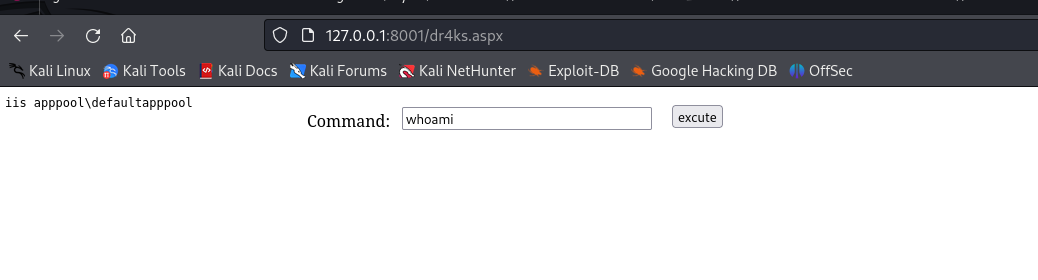 127.0.0.1:8001/dr4ks.aspx
Kali Linux Kali Tools Kali Docs Kali Forums Kali NetHunter Exploit-DB Google Hacking DB OffSec
iis apppool\defaultapppool
Command: whoami excute